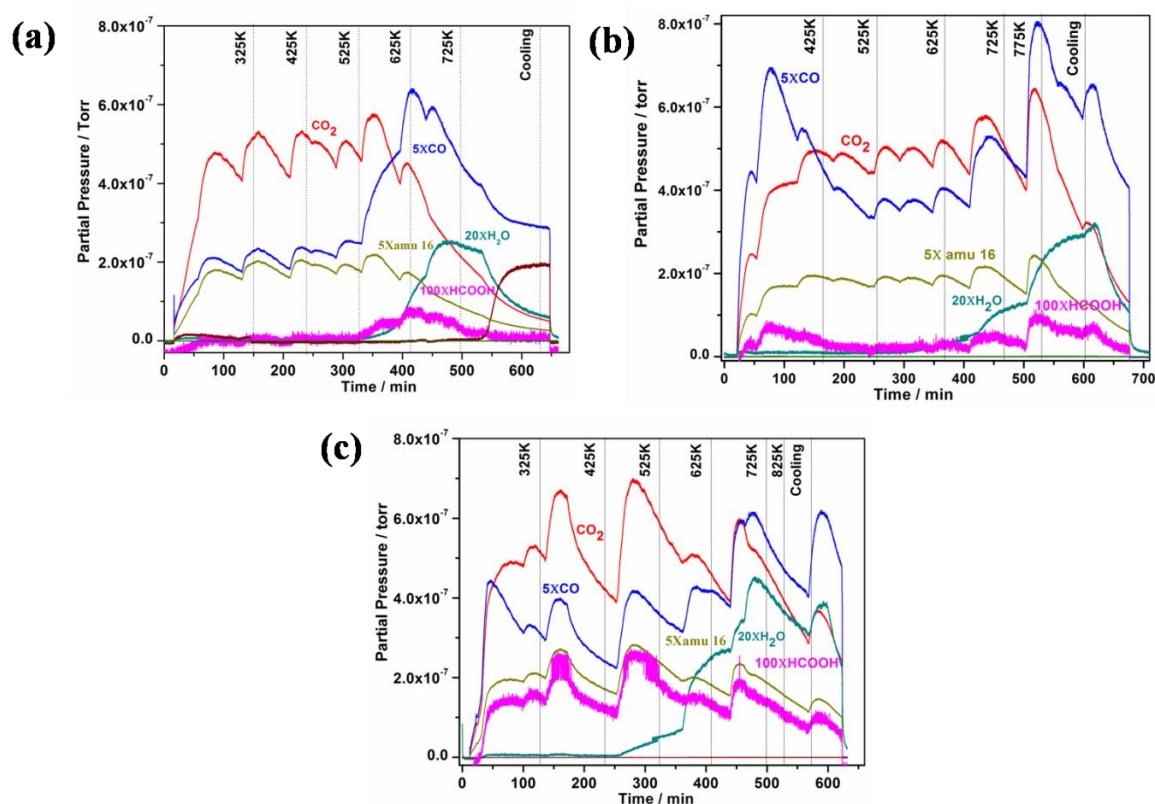 (a)
325K
425K
525K
625K
725K
Cooling
8.0x10-7
6.0x10-7
4.0x10-7
2.0x10-7
0.0
Partial Pressure / Torr
CO2
5XCO
20XH2O
5Xamu 16
100XHCOOH
0 100 200 300 400 500 600
Time / min
(b)
425K
525K
625K
725K
775K
Cooling
8.0x10-7
6.0x10-7
4.0x10-7
2.0x10-7
0.0
Partial Pressure / torr
5XCO
CO2
5X amu 16
20XH2O
100XHCOOH
0 100 200 300 400 500 600 700
Time / min
(c)
325K
425K
525K
625K
725K
825K
Cooling
8.0x10-7
6.0x10-7
4.0x10-7
2.0x10-7
0.0
Partial Pressure / torr
CO2
5XCO
5Xamu 16
20XH2O
100XHCOOH
0 100 200 300 400 500 600
Time / min